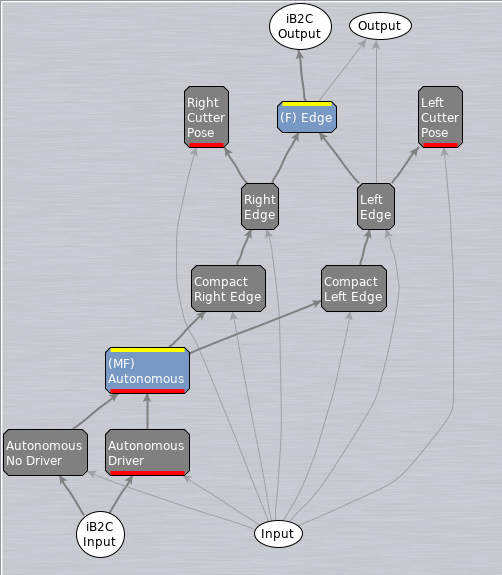 iB2C
Output
Output
Right
Cutter
Pose
(F) Edge
Left
Cutter
Pose
Right
Edge
Left
Edge
Compact
Right Edge
Compact
Left Edge
(MF)
Autonomous
Autonomous
No Driver
Autonomous
Driver
iB2C
Input
Input